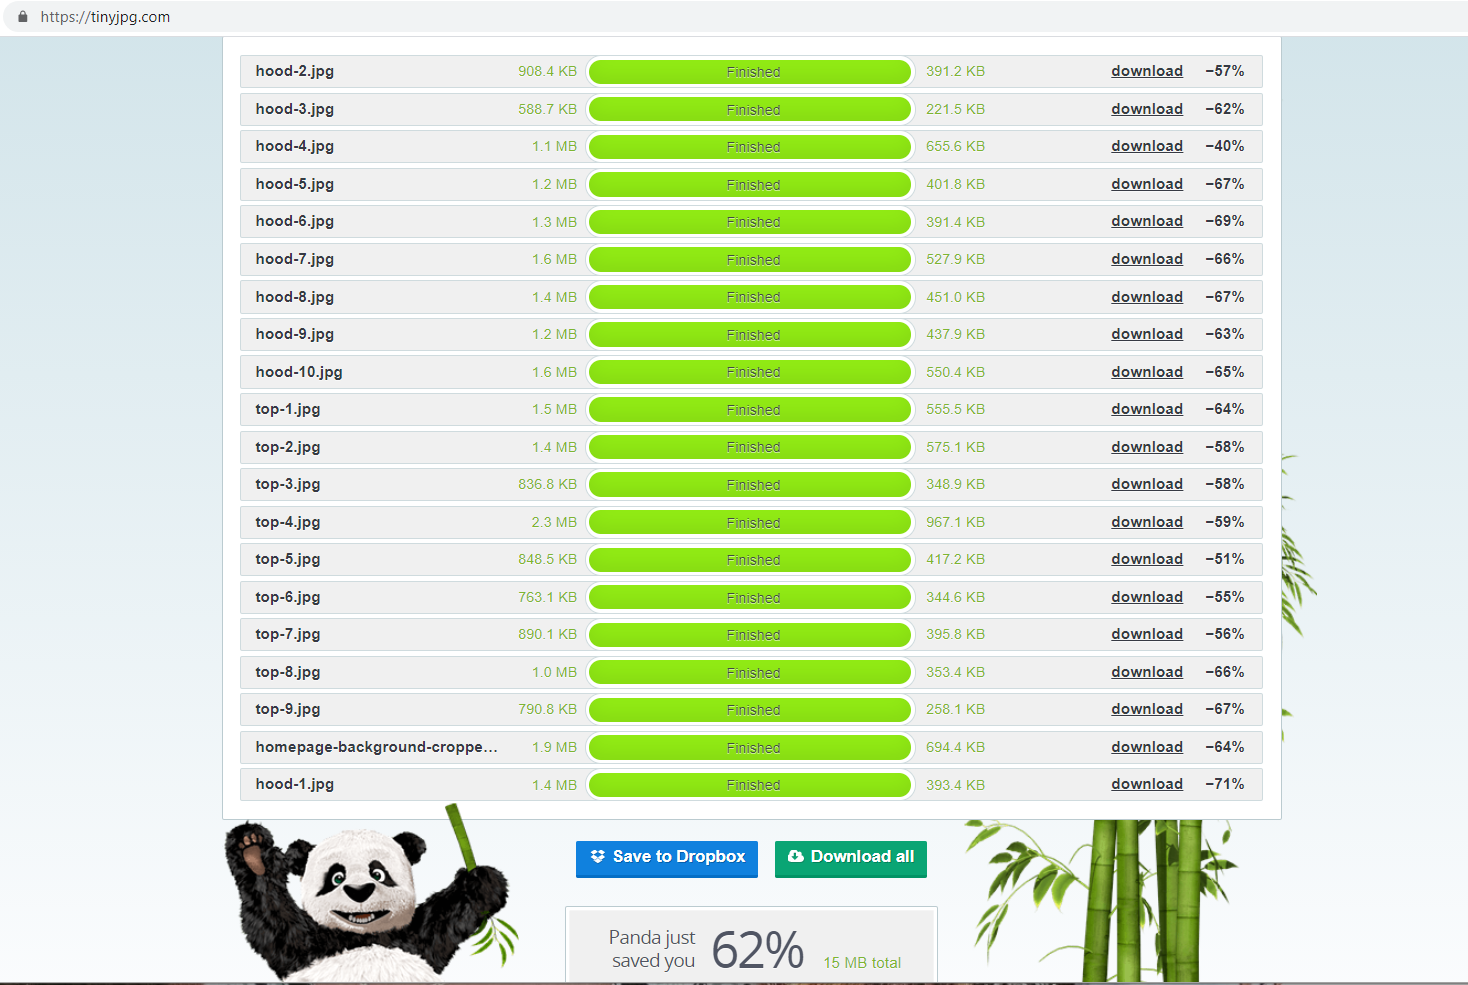 https://tinyjpg.com
hood-2.jpg 908.4 KB Finished 391.2 KB download −57%
hood-3.jpg 588.7 KB Finished 221.5 KB download −62%
hood-4.jpg 1.1 MB Finished 655.6 KB download −40%
hood-5.jpg 1.2 MB Finished 401.8 KB download −67%
hood-6.jpg 1.3 MB Finished 391.4 KB download −69%
hood-7.jpg 1.6 MB Finished 527.9 KB download −66%
hood-8.jpg 1.4 MB Finished 451.0 KB download −67%
hood-9.jpg 1.2 MB Finished 437.9 KB download −63%
hood-10.jpg 1.6 MB Finished 550.4 KB download −65%
top-1.jpg 1.5 MB Finished 555.5 KB download −64%
top-2.jpg 1.4 MB Finished 575.1 KB download −58%
top-3.jpg 836.8 KB Finished 348.9 KB download −58%
top-4.jpg 2.3 MB Finished 967.1 KB download −59%
top-5.jpg 848.5 KB Finished 417.2 KB download −51%
top-6.jpg 763.1 KB Finished 344.6 KB download −55%
top-7.jpg 890.1 KB Finished 395.8 KB download −56%
top-8.jpg 1.0 MB Finished 353.4 KB download −66%
top-9.jpg 790.8 KB Finished 258.1 KB download −67%
homepage-background-croppe... 1.9 MB Finished 694.4 KB download −64%
hood-1.jpg 1.4 MB Finished 393.4 KB download −71%
Save to Dropbox Download all
Panda just
saved you 62% 15 MB total